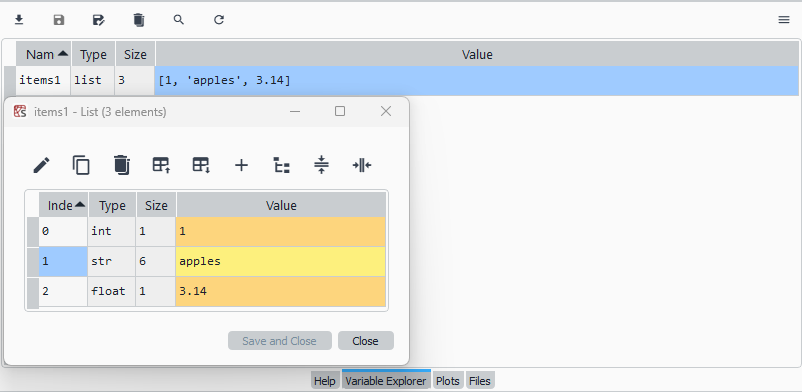 Nam Type Size Value
items1 list 3 [1, 'apples', 3.14]
items1 - List (3 elements)
Inde Type Size Value
0 int 1 1
1 str 6 apples
2 float 1 3.14
Save and Close Close
Help Variable Explorer Plots Files